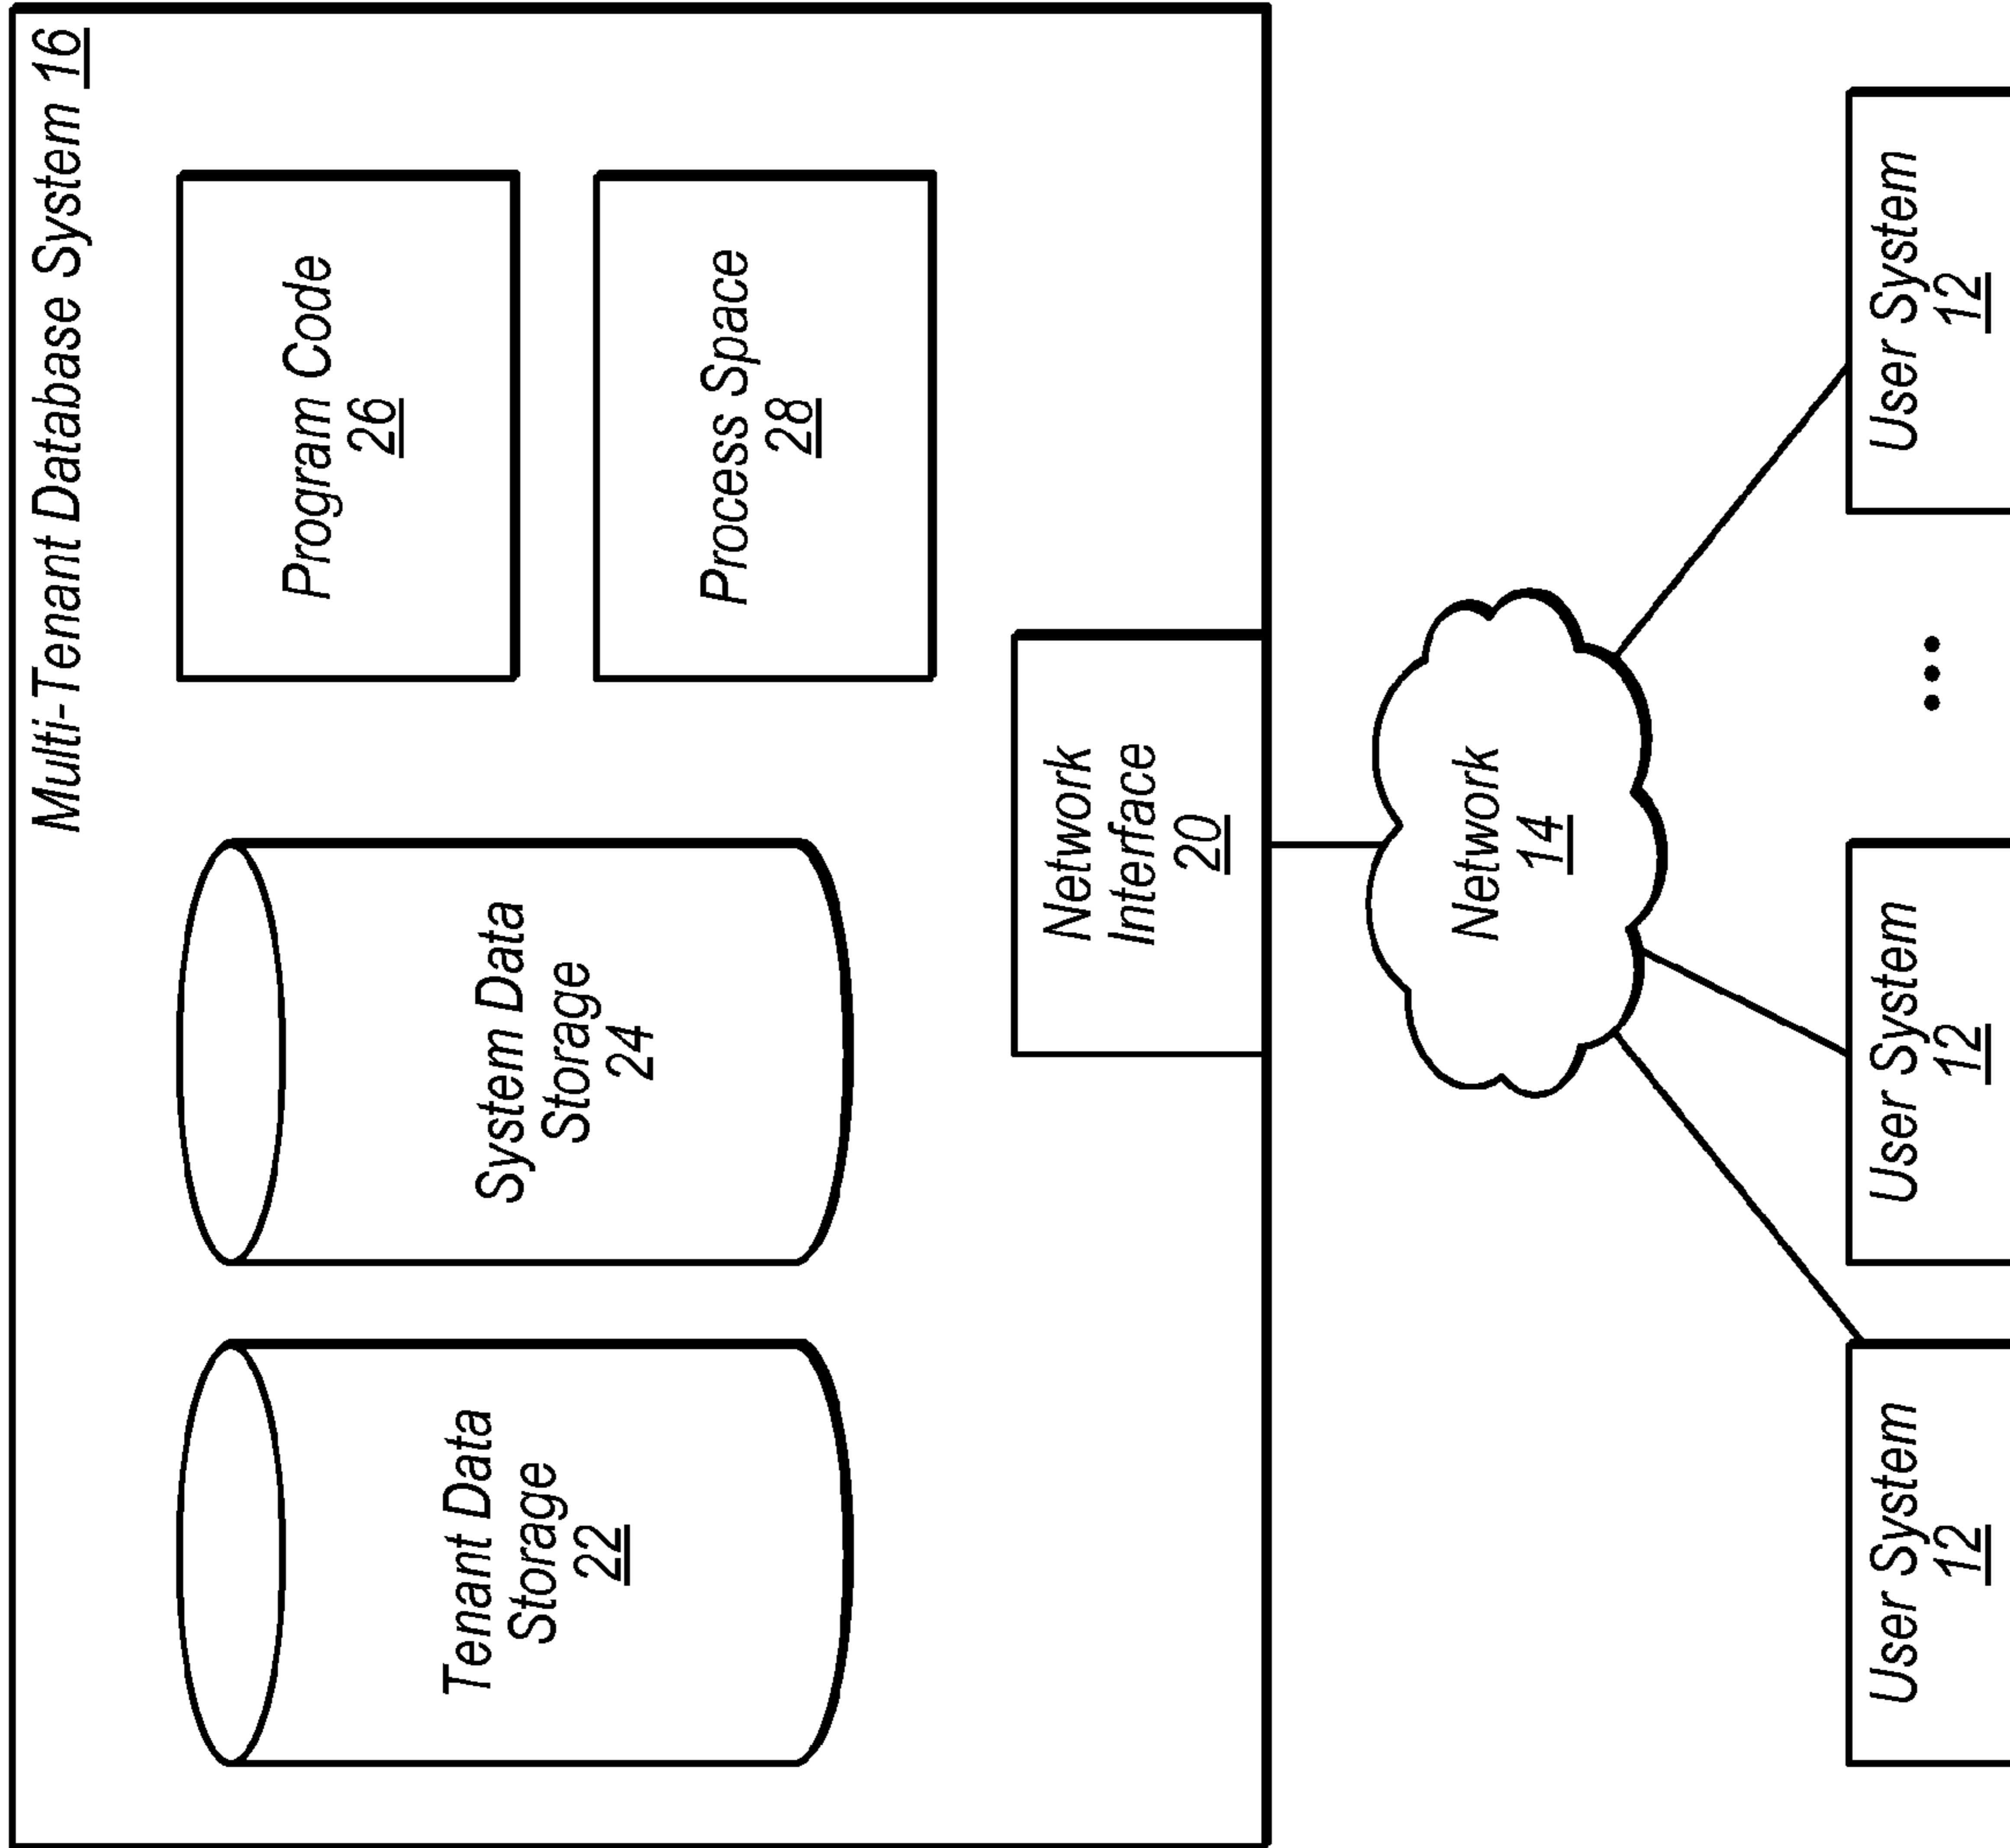 Multi-Tenant Database System 16
Tenant Data
Storage
22
System Data
Storage
24
Program Code
26
Process Space
28
Network
Interface
20
Network
14
User System
12
User System
12
...
User System
12